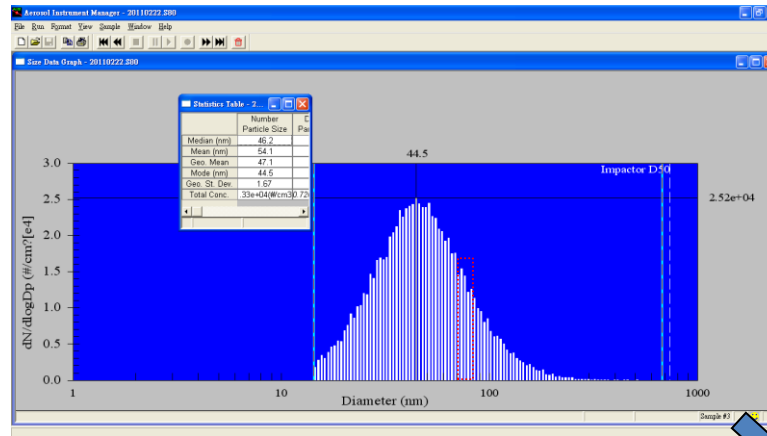 Aerosol Instrument Manager - 20110222.S80
File Run Format View Sample Window Help
Size Data Graph - 20110222.S80
Statistics Table - 2...
Number
Particle Size
Median (nm) 46.2
Mean (nm) 54.1
Geo. Mean 47.1
Mode (nm) 44.5
Geo. St. Dev. 1.67
Total Conc. .33e+04(#/cm3
44.5
Impactor D50
2.52e+04
3.0
2.5
2.0
1.5
1.0
0.5
0.0
dN/dlogDp (#/cm?[e4]
1 10 100 1000
Diameter (nm)
Sample #3